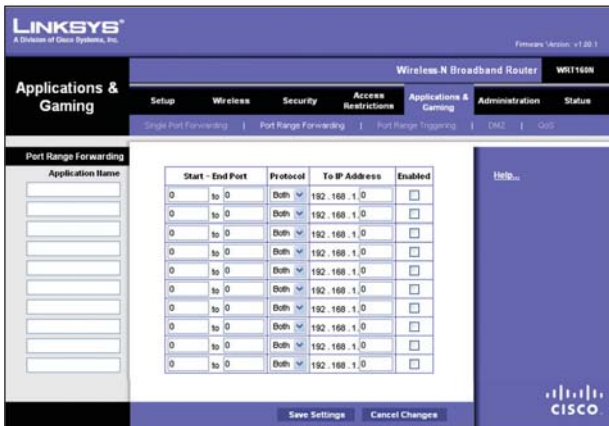 LINKSYS®
A Division of Cisco Systems, Inc.
Firmware Version: v1.00.1
Wireless-N Broadband Router WRT160N
Applications & Gaming
Setup Wireless Security Access Restrictions Applications & Gaming Administration Status
Single Port Forwarding | Port Range Forwarding | Port Range Triggering | DMZ | QoS
Port Range Forwarding
Application Name
Start - End Port Protocol To IP Address Enabled
0 to 0 Both 192 . 168 . 1. 0
0 to 0 Both 192 . 168 . 1. 0
0 to 0 Both 192 . 168 . 1. 0
0 to 0 Both 192 . 168 . 1. 0
0 to 0 Both 192 . 168 . 1. 0
0 to 0 Both 192 . 168 . 1. 0
0 to 0 Both 192 . 168 . 1. 0
0 to 0 Both 192 . 168 . 1. 0
0 to 0 Both 192 . 168 . 1. 0
0 to 0 Both 192 . 168 . 1. 0
Help...
Save Settings Cancel Changes
CISCO